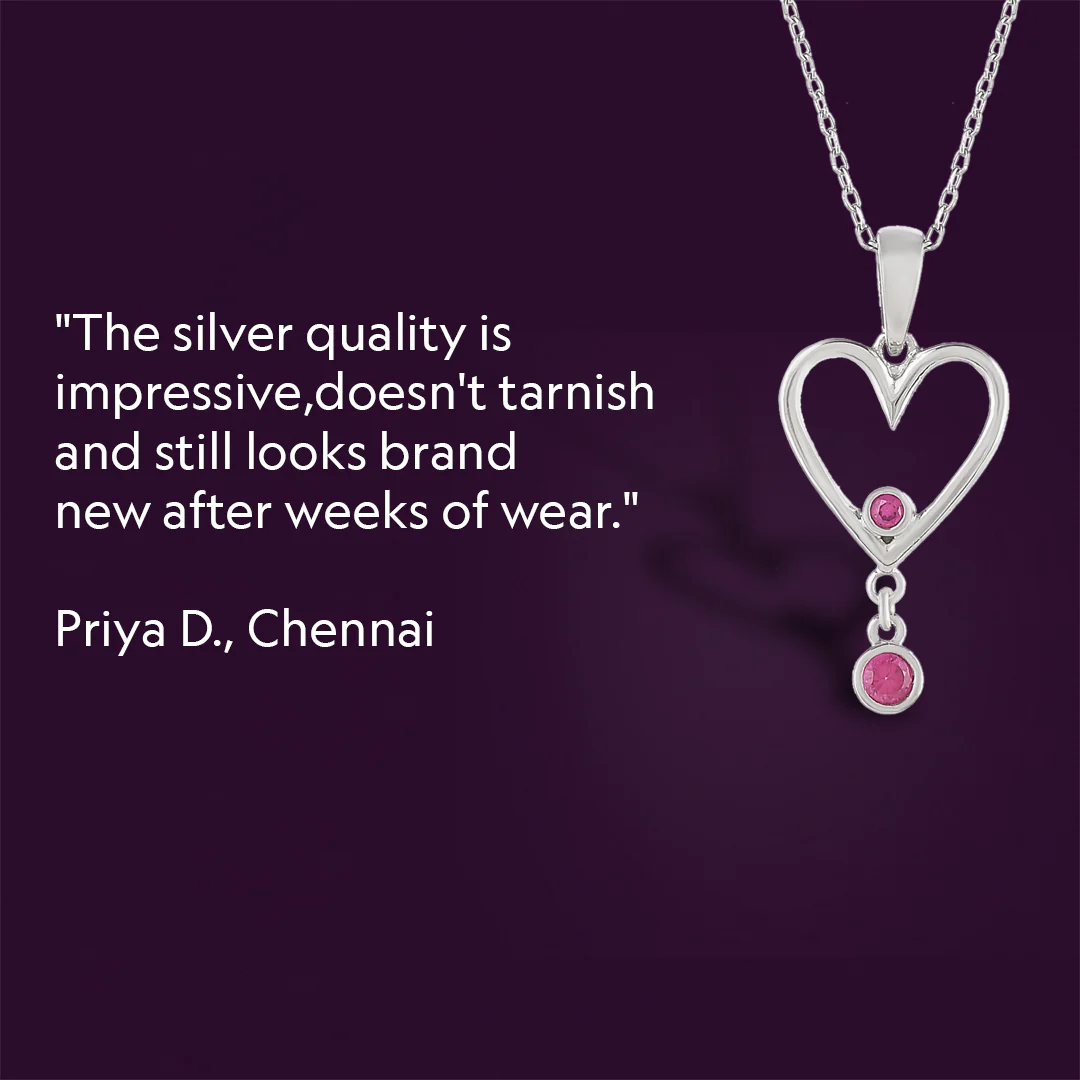 "The silver quality is
impressive,doesn't tarnish
and still looks brand
new after weeks of wear."
Priya D., Chennai